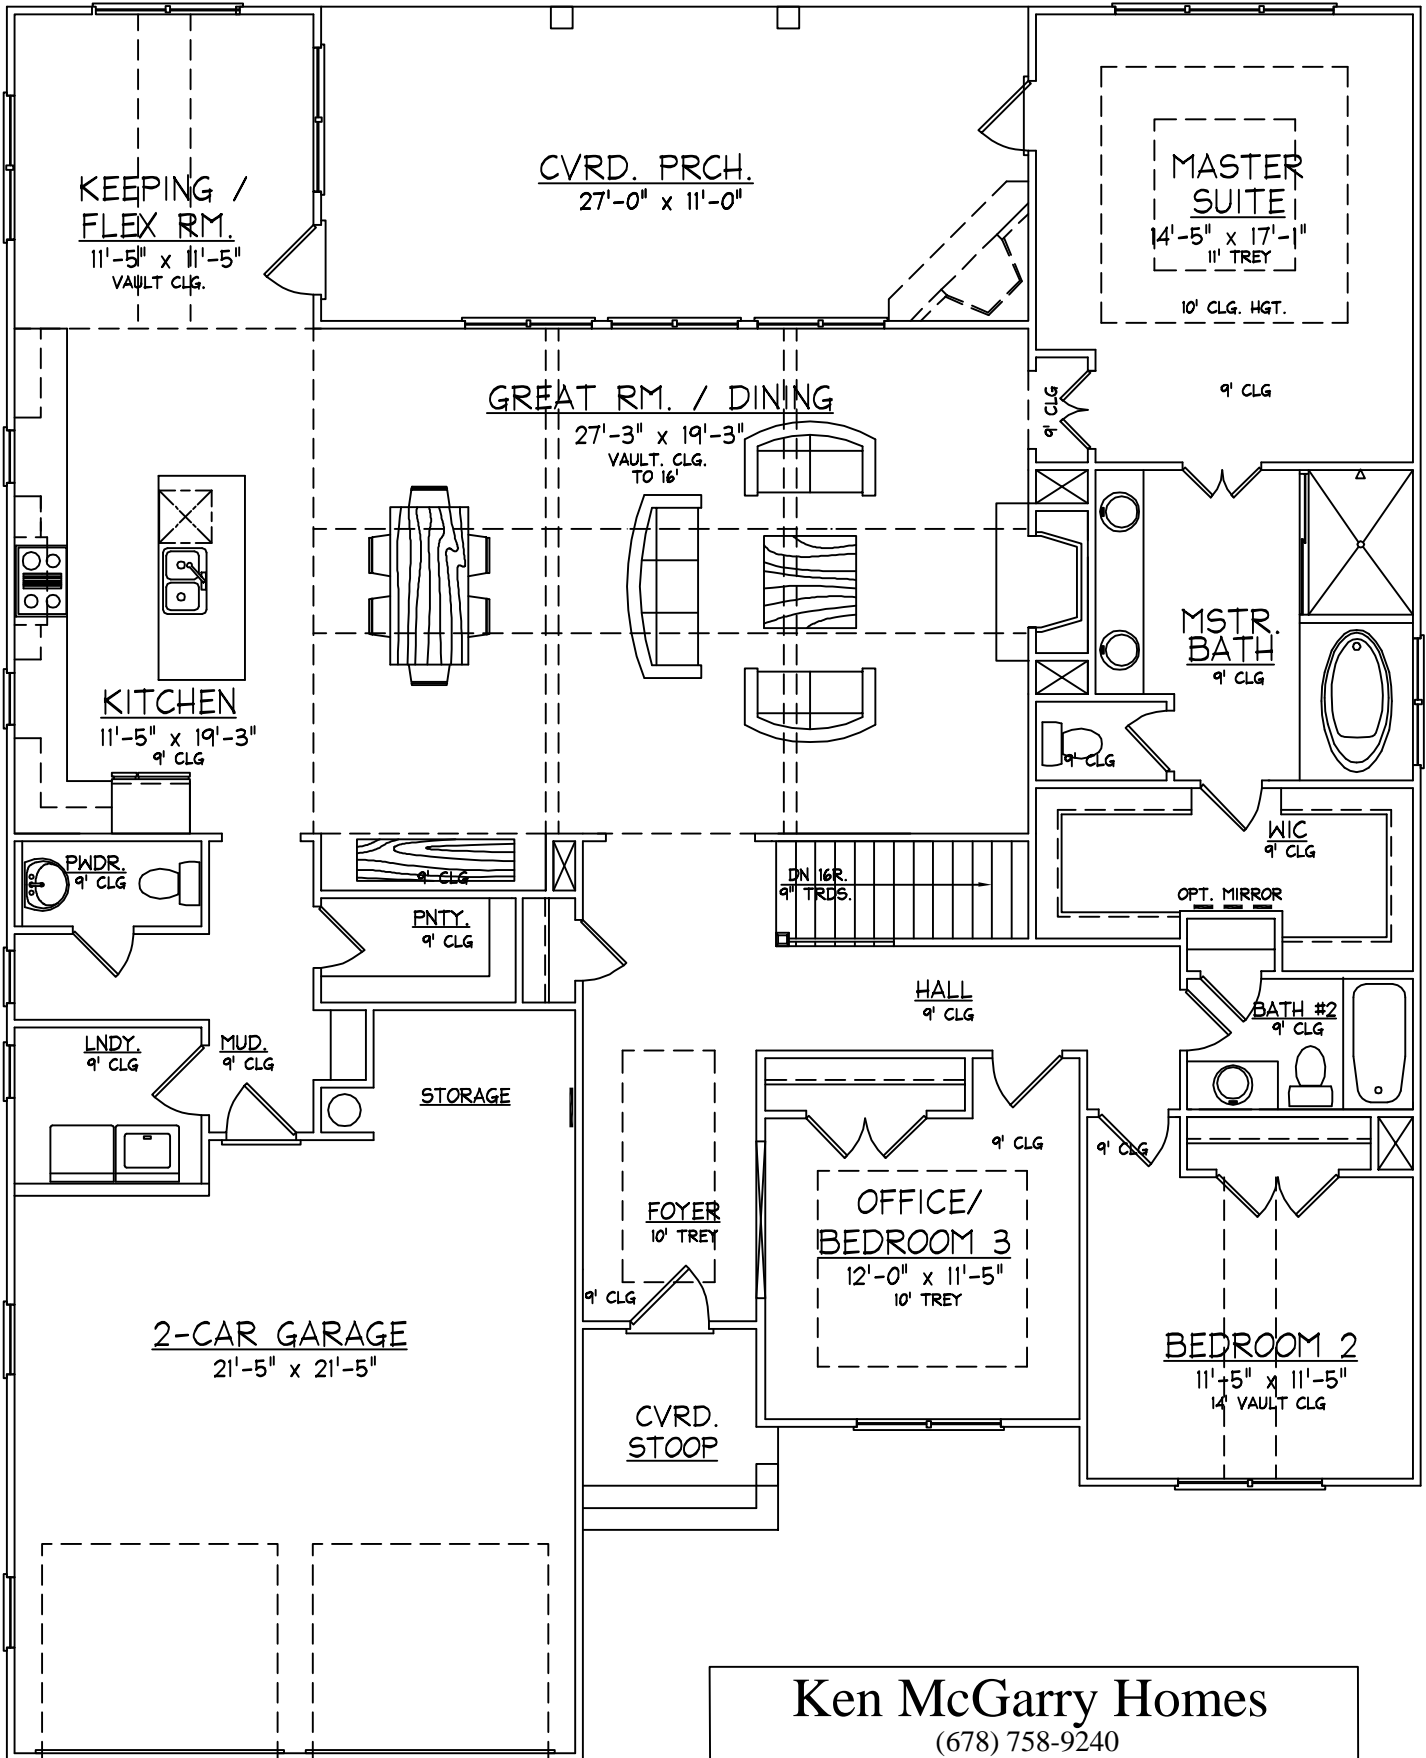 KEEPING /
FLEX RM.
11'-5" x 11'-5"
VAULT CLG.
CVRD. PRCH.
27'-0" x 11'-0"
MASTER
SUITE
14'-5" x 17'-1"
11' TREY
10' CLG. HGT.
9' CLG
9' CLG
GREAT RM. / DINING
27'-3" x 19'-3"
VAULT. CLG.
TO 16'
KITCHEN
11'-5" x 19'-3"
9' CLG
MSTR.
BATH
9' CLG
9' CLG
WIC
9' CLG
OPT. MIRROR
PWDR.
9' CLG
9' CLG
PNTY.
9' CLG
DN 16R.
9" TRDS.
HALL
9' CLG
BATH #2
9' CLG
LNDY.
9' CLG
MUD.
9' CLG
STORAGE
9' CLG
9' CLG
FOYER
10' TREY
9' CLG
OFFICE/
BEDROOM 3
12'-0" x 11'-5"
10' TREY
2-CAR GARAGE
21'-5" x 21'-5"
BEDROOM 2
11'-5" x 11'-5"
14' VAULT CLG
CVRD.
STOOP
Ken McGarry Homes
(678) 758-9240